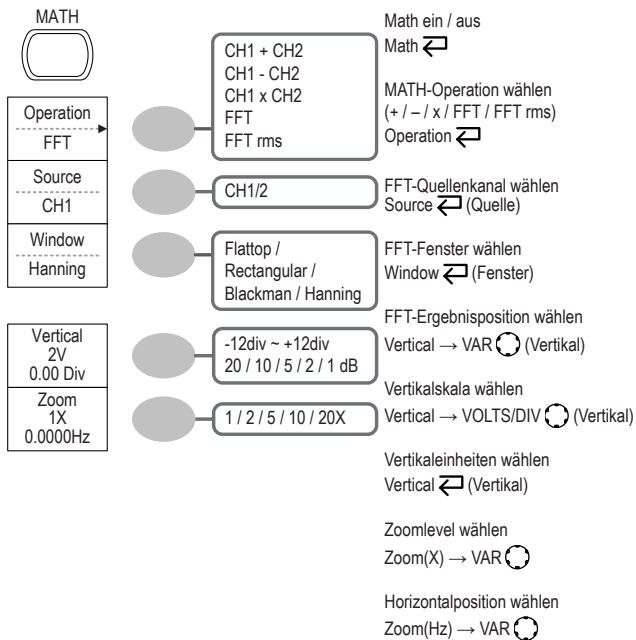 MATH
Operation
FFT
Source
CH1
Window
Hanning
Vertical
2V
0.00 Div
Zoom
1X
0.0000Hz
CH1 + CH2
CH1 - CH2
CH1 x CH2
FFT
FFT rms
CH1/2
Flattop /
Rectangular /
Blackman / Hanning
-12div ~ +12div
20 / 10 / 5 / 2 / 1 dB
1 / 2 / 5 / 10 / 20X
Math ein / aus
Math
MATH-Operation wählen
(+ / – / x / FFT / FFT rms)
Operation
FFT-Quellenkanal wählen
Source (Quelle)
FFT-Fenster wählen
Window (Fenster)
FFT-Ergebnisposition wählen
Vertical → VAR (Vertikal)
Vertikalskala wählen
Vertical → VOLTS/DIV (Vertikal)
Vertikaleinheiten wählen
Vertical (Vertikal)
Zoomlevel wählen
Zoom(X) → VAR
Horizontalposition wählen
Zoom(Hz) → VAR